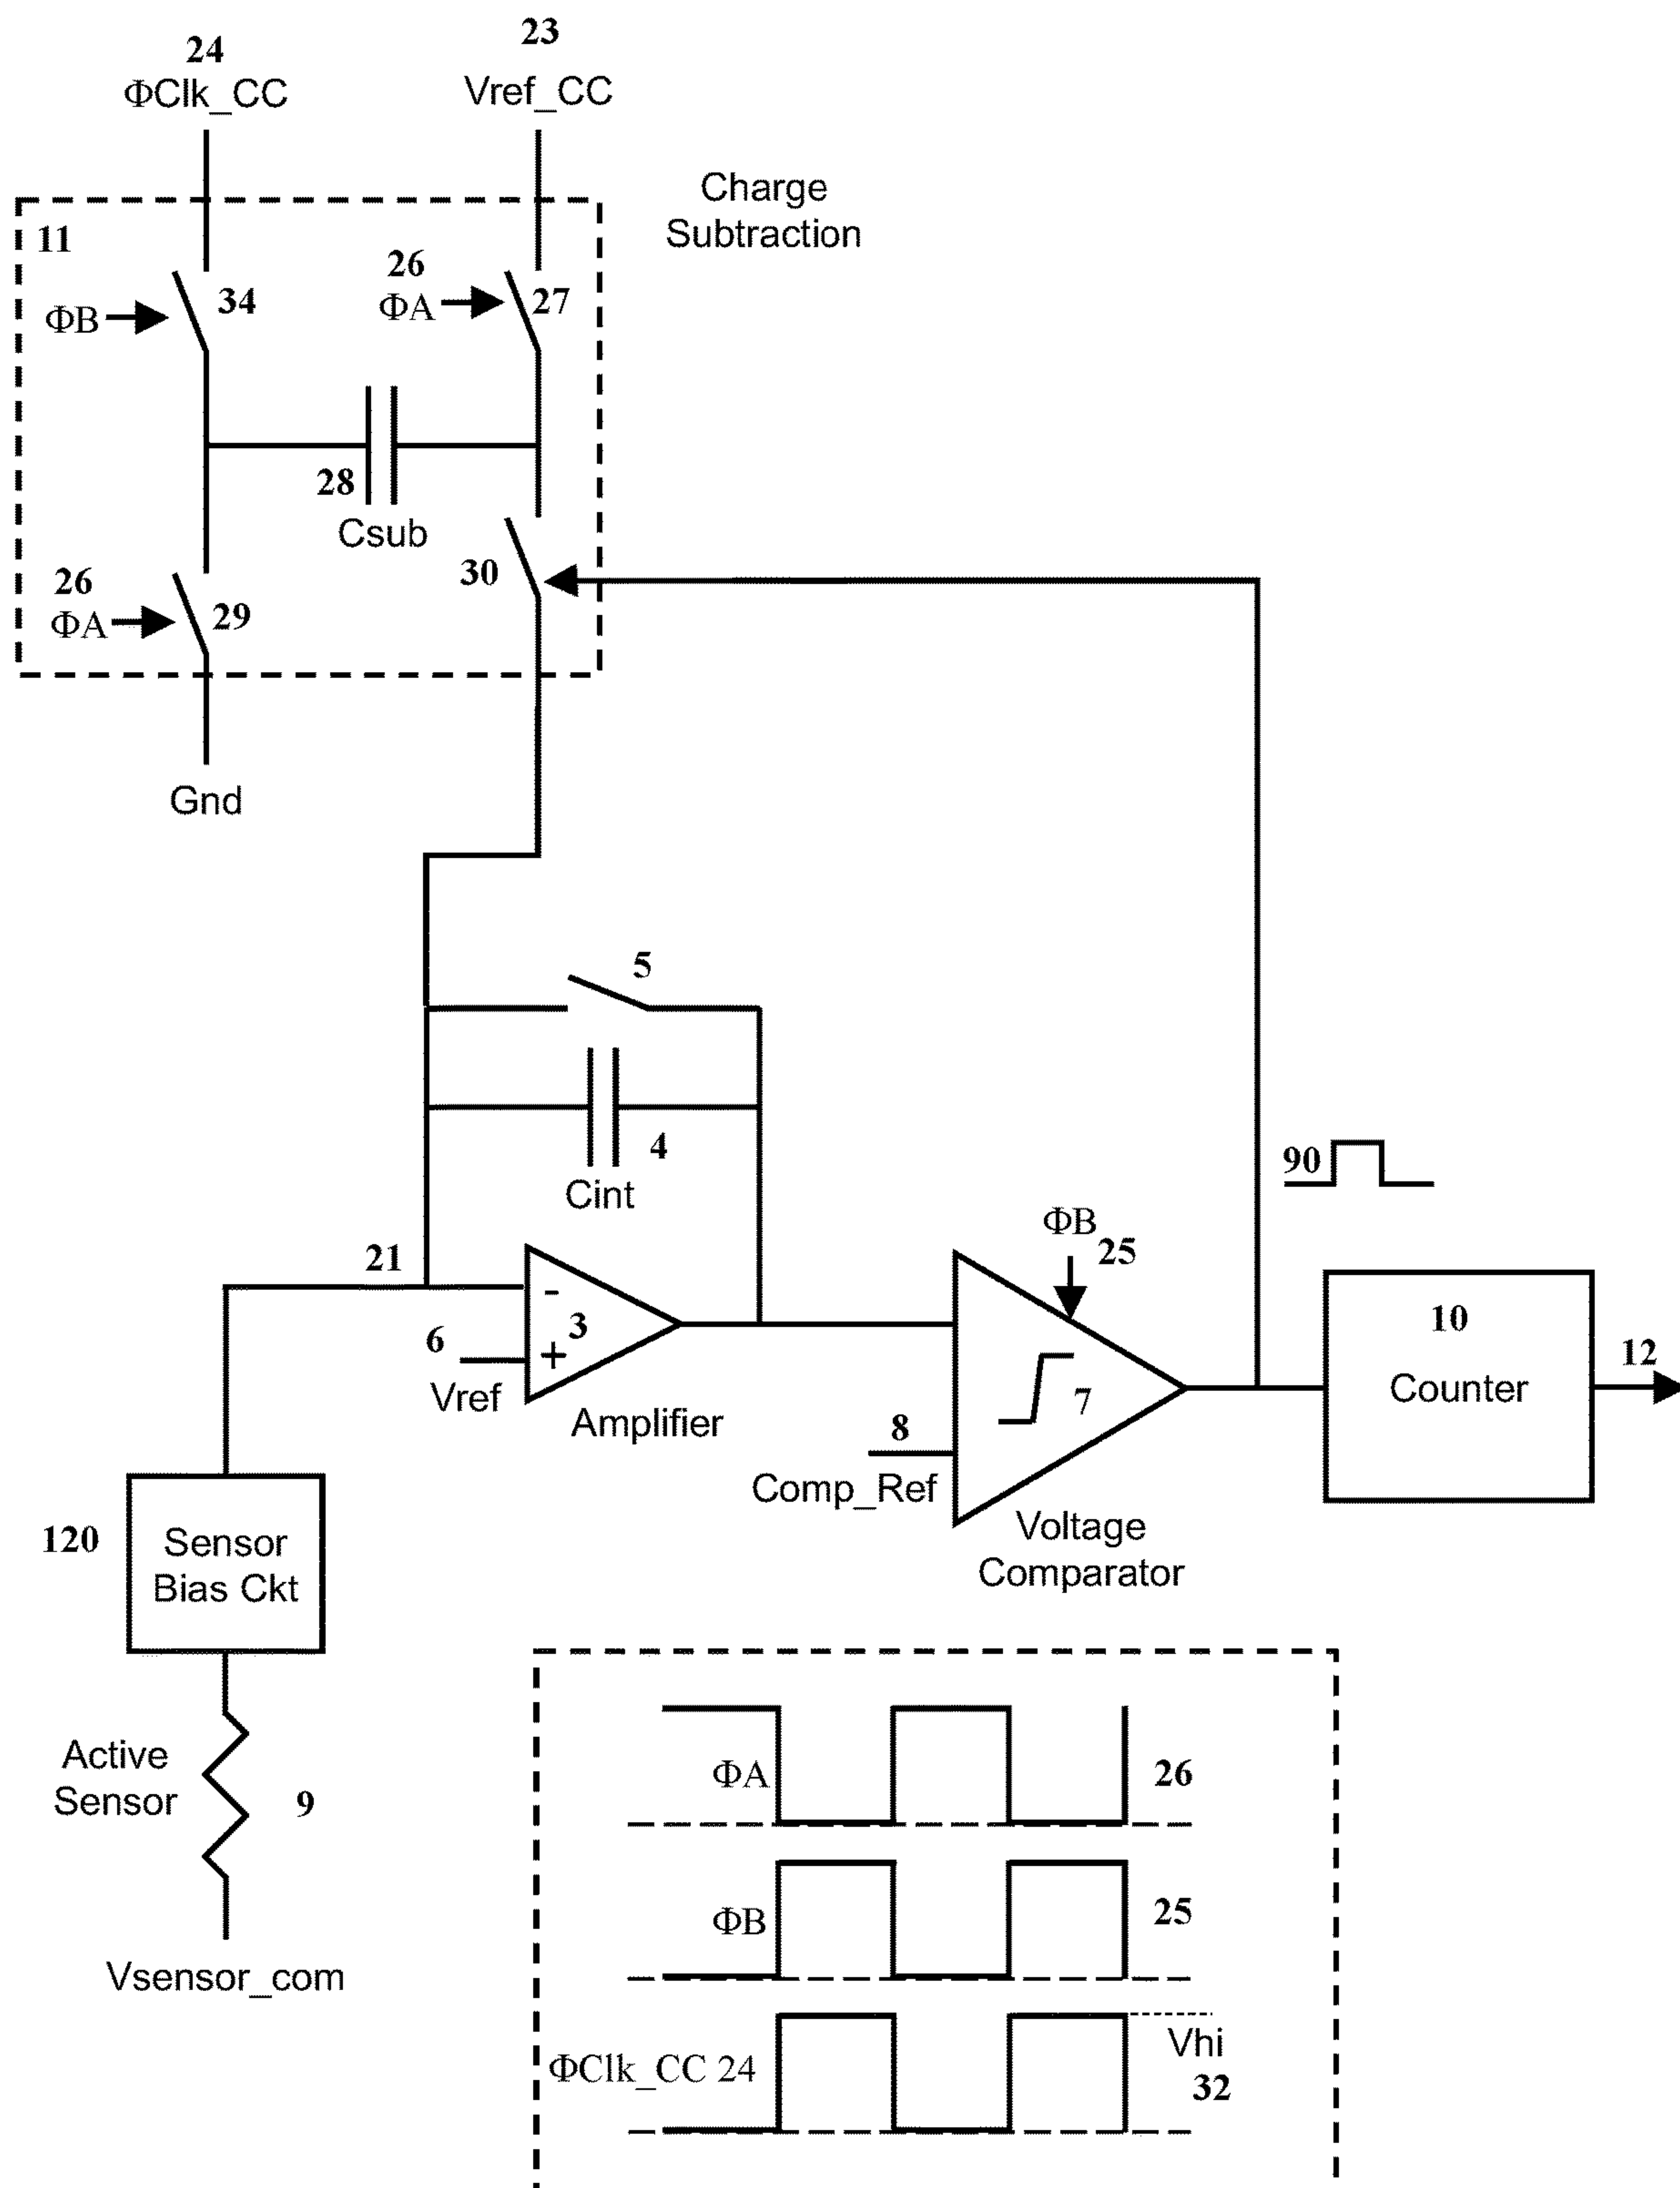 24
ΦClk_CC
23
Vref_CC
Charge
Subtraction
11
ΦB
34
26
ΦA
27
28
Csub
30
26
ΦA
29
Gnd
5
4
Cint
21
-
3
6
+
Vref
Amplifier
ΦB
25
7
8
Comp_Ref
Voltage
Comparator
90
10
Counter
12
120
Sensor
Bias Ckt
Active
Sensor
9
Vsensor_com
ΦA
26
ΦB
25
ΦClk_CC 24
Vhi
32